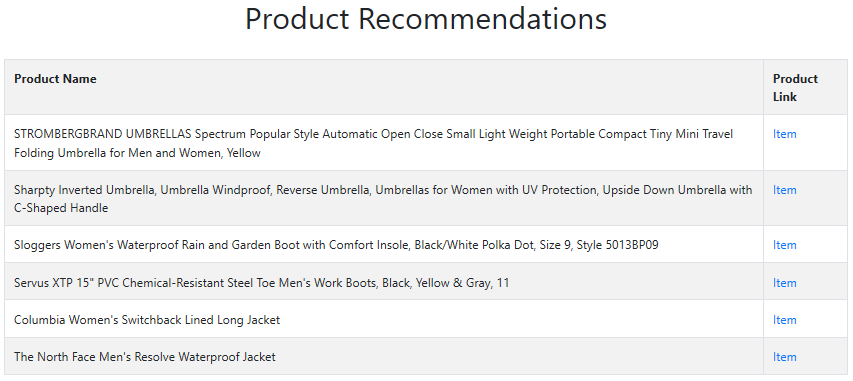 Product Recommendations
Product Name
Product
Link
STROMBERGBRAND UMBRELLAS Spectrum Popular Style Automatic Open Close Small Light Weight Portable Compact Tiny Mini Travel
Folding Umbrella for Men and Women, Yellow
Item
Sharpty Inverted Umbrella, Umbrella Windproof, Reverse Umbrella, Umbrellas for Women with UV Protection, Upside Down Umbrella with
C-Shaped Handle
Item
Sloggers Women's Waterproof Rain and Garden Boot with Comfort Insole, Black/White Polka Dot, Size 9, Style 5013BP09
Item
Servus XTP 15" PVC Chemical-Resistant Steel Toe Men's Work Boots, Black, Yellow & Gray, 11
Item
Columbia Women's Switchback Lined Long Jacket
Item
The North Face Men's Resolve Waterproof Jacket
Item